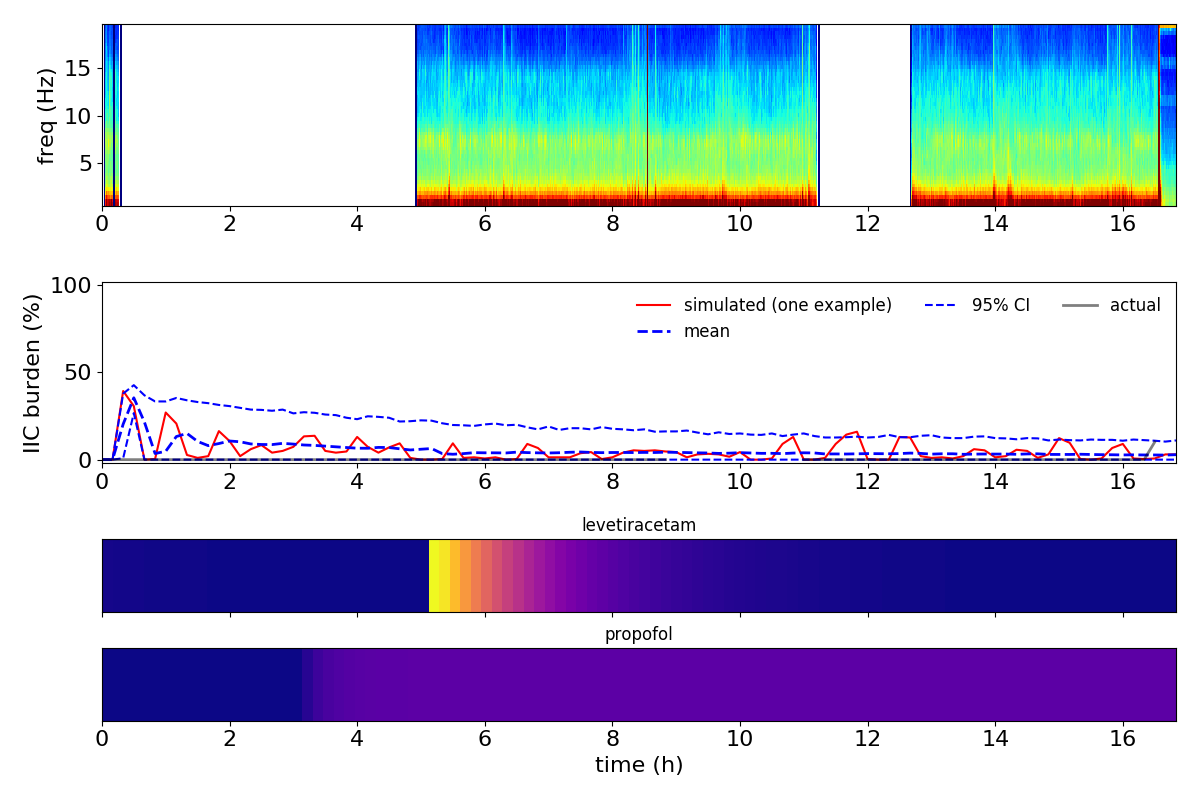 freq (Hz)
15
10
5
0 2 4 6 8 10 12 14 16
IIC burden (%)
100
50
0
simulated (one example)
mean
95% CI
actual
0 2 4 6 8 10 12 14 16
levetiracetam
propofol
0 2 4 6 8 10 12 14 16
time (h)